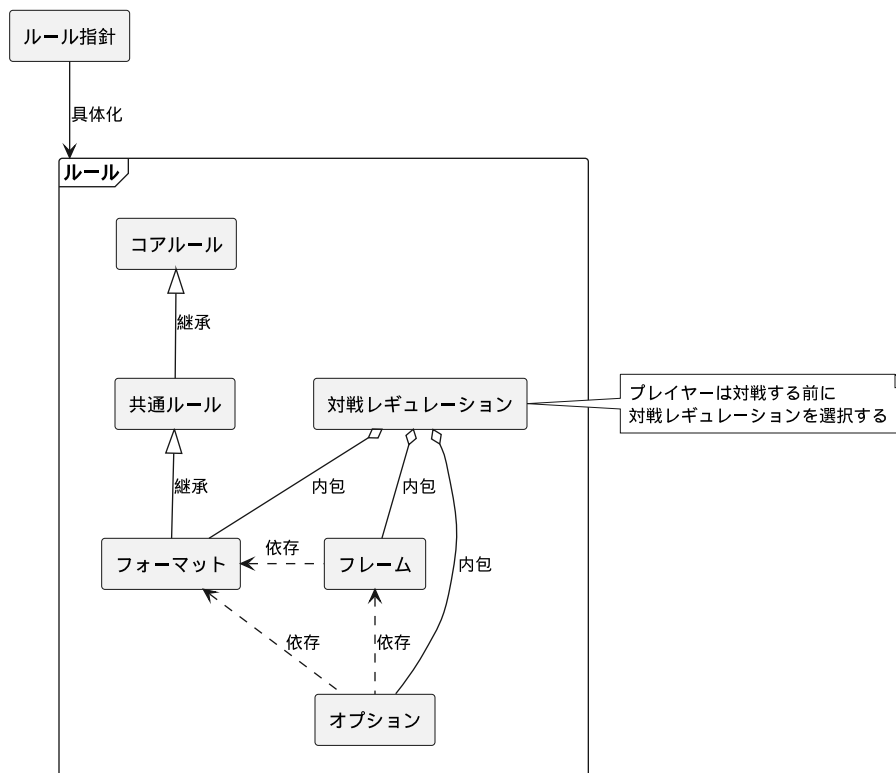 ルール指針
具体化
ルール
コアルール
継承
共通ルール
対戦レギュレーション
プレイヤーは対戦する前に
対戦レギュレーションを選択する
継承
内包
内包
内包
フォーマット
依存
フレーム
依存
依存
オプション